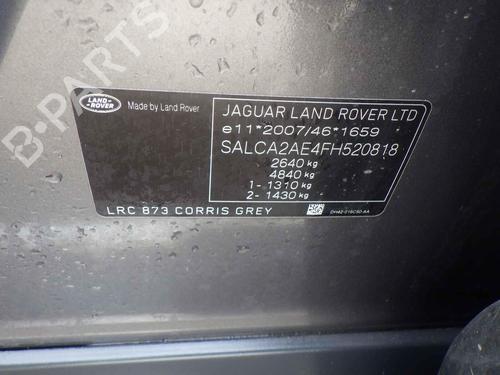 B-PARTS
LAND-
ROVER
Made by Land Rover
JAGUAR LAND ROVER LTD
e11*2007/46*1659
SALCA2AE4FH520818
2640 kg
4840 kg
1- 1310 kg
2- 1430 kg
LRC 873 CORRIS GREY